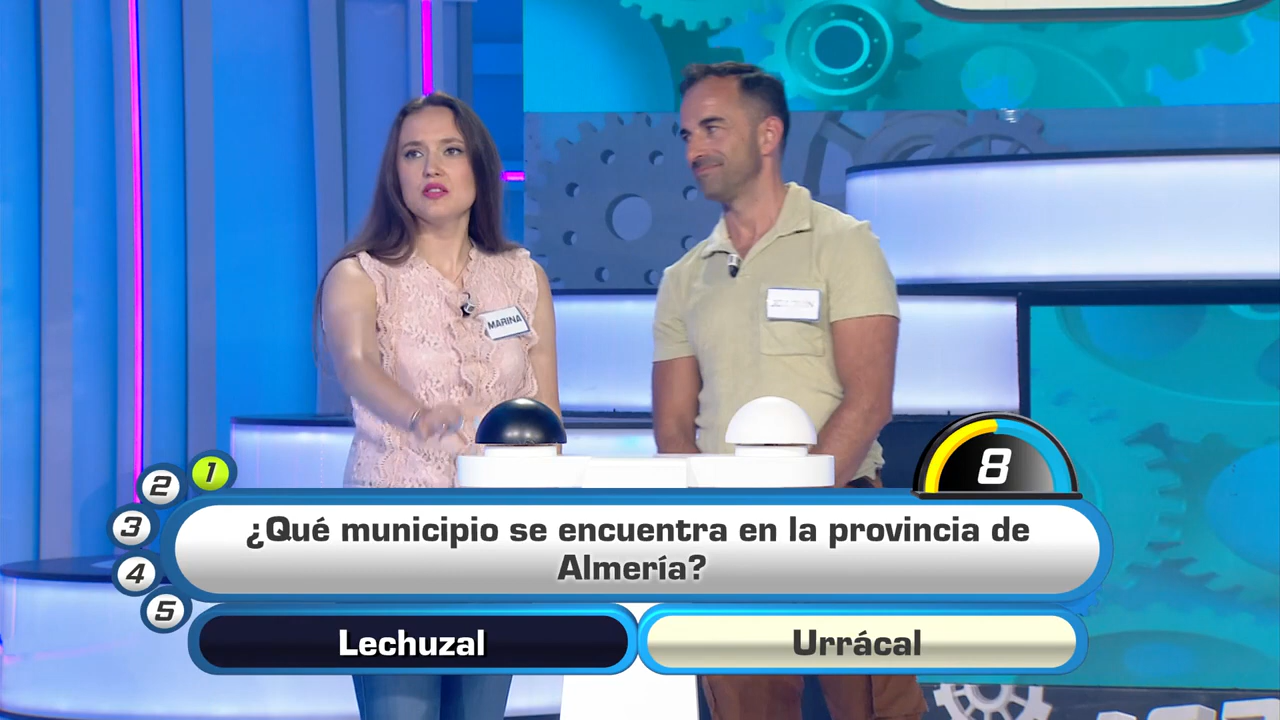 MARINA
8
1
2
3
4
5
¿Qué municipio se encuentra en la provincia de
Almería?
Lechuzal
Urrácal